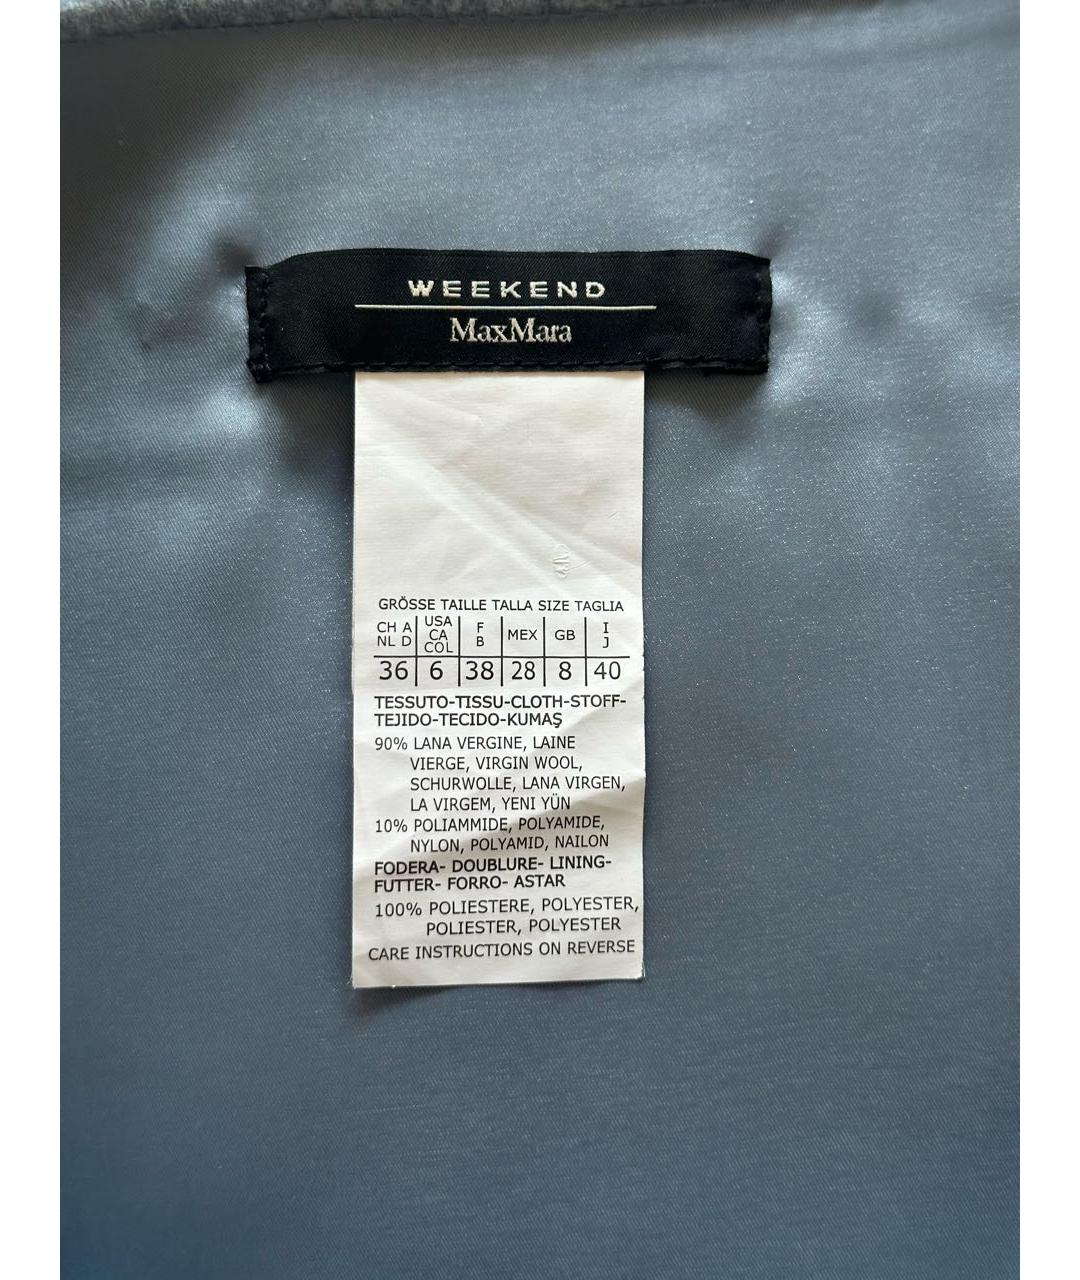 WEEKEND
MaxMara
GRÖSSE TAILLE TALLA SIZE TAGLIA
CH A NL D | USA CA COL | F B | MEX | GB | I J
36 | 6 | 38 | 28 | 8 | 40
TESSUTO-TISSU-CLOTH-STOFF-
TEJIDO-TECIDO-KUMAŞ
90% LANA VERGINE, LAINE
VIERGE, VIRGIN WOOL,
SCHURWOLLE, LANA VIRGEN,
LA VIRGEM, YENI YÜN
10% POLIAMMIDE, POLYAMIDE,
NYLON, POLYAMID, NAILON
FODERA- DOUBLURE- LINING-
FUTTER- FORRO- ASTAR
100% POLIESTERE, POLYESTER,
POLIESTER, POLYESTER
CARE INSTRUCTIONS ON REVERSE